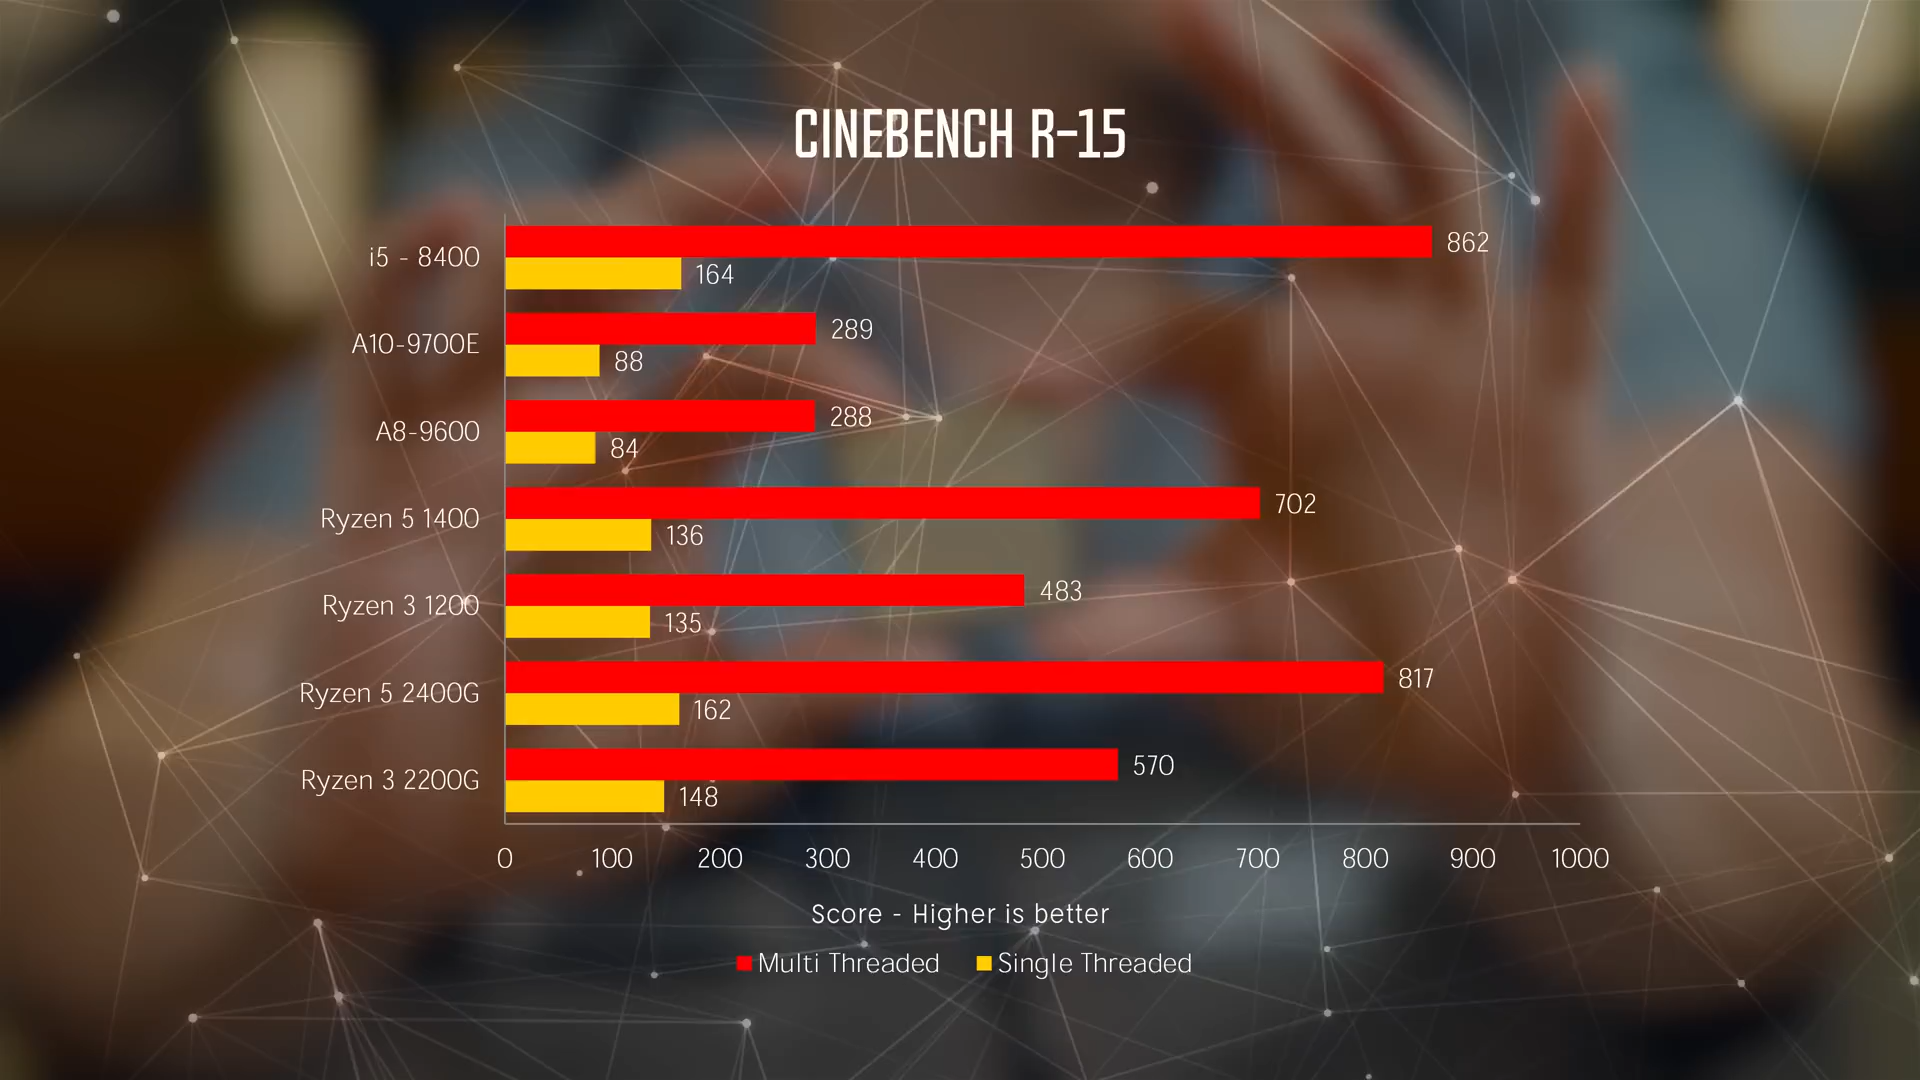 CINEBENCH R-15
i5 - 8400
862
164
A10-9700E
289
88
A8-9600
288
84
Ryzen 5 1400
702
136
Ryzen 3 1200
483
135
Ryzen 5 2400G
817
162
Ryzen 3 2200G
570
148
0 100 200 300 400 500 600 700 800 900 1000
Score - Higher is better
Multi Threaded Single Threaded